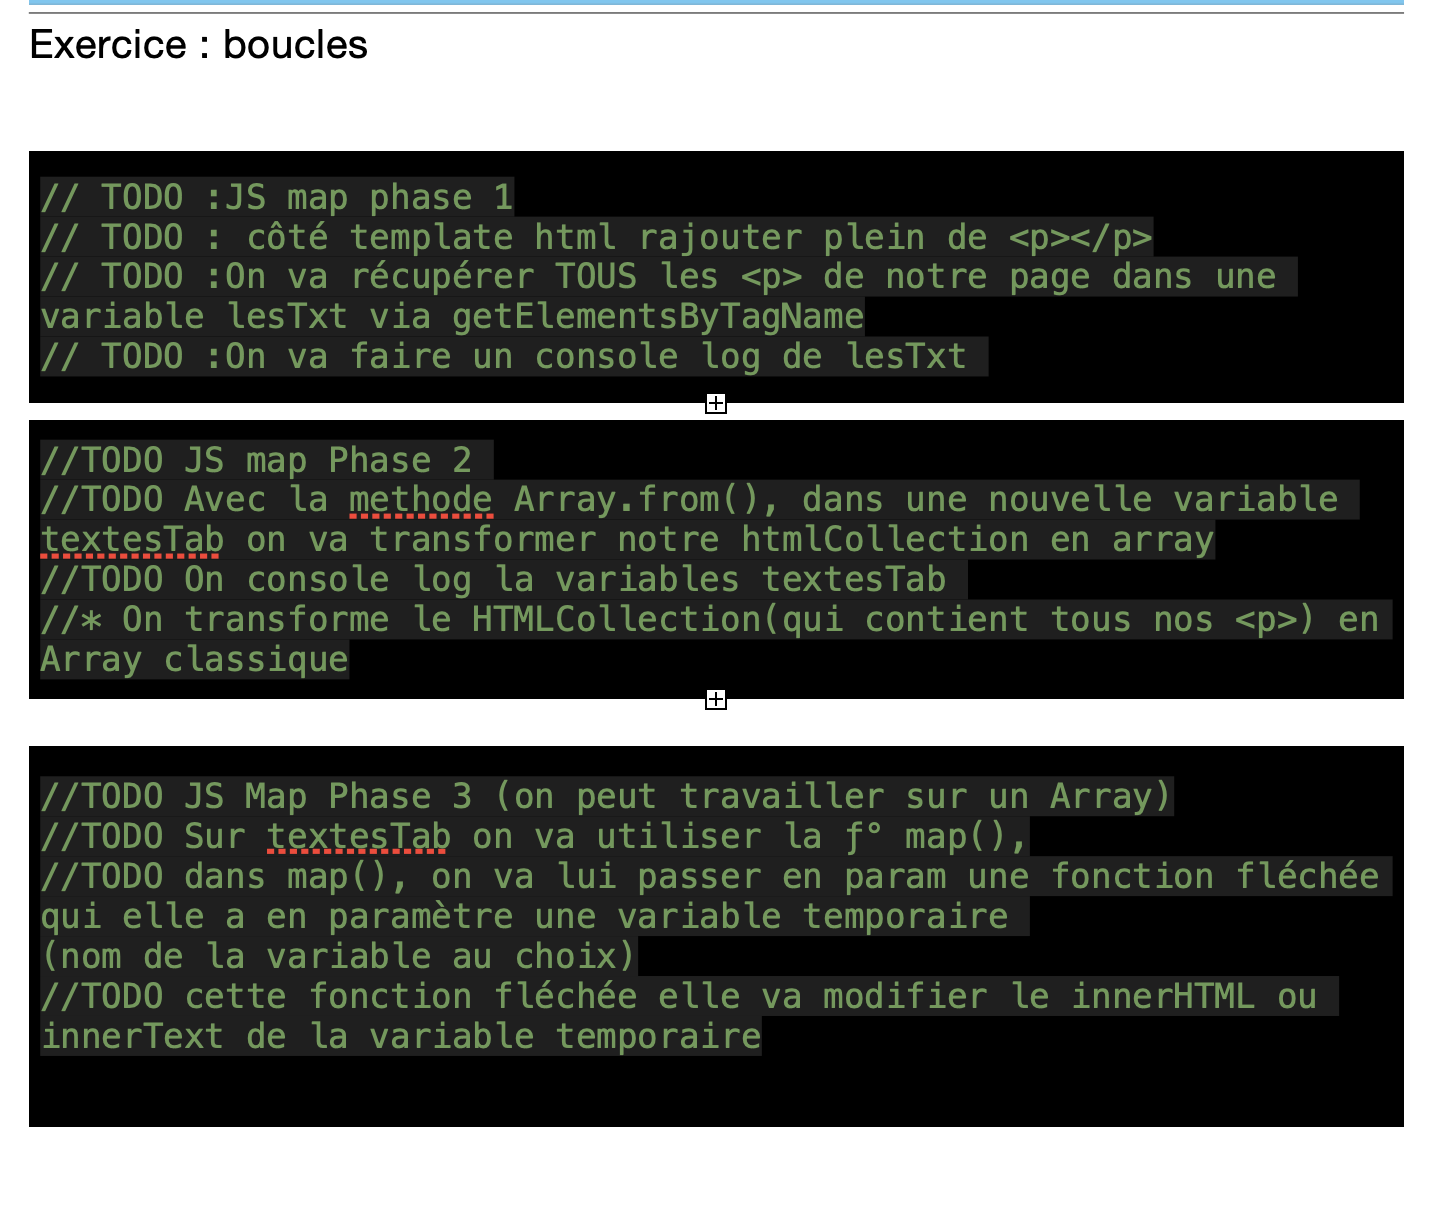 Exercice : boucles
// TODO :JS map phase 1
// TODO : côté template html rajouter plein de <p></p>
// TODO :On va récupérer TOUS les <p> de notre page dans une
variable lesTxt via getElementsByTagName
// TODO :On va faire un console log de lesTxt
//TODO JS map Phase 2
//TODO Avec la methode Array.from(), dans une nouvelle variable
textesTab on va transformer notre htmlCollection en array
//TODO On console log la variables textesTab
//* On transforme le HTMLCollection(qui contient tous nos <p>) en
Array classique
//TODO JS Map Phase 3 (on peut travailler sur un Array)
//TODO Sur textesTab on va utiliser la ƒ° map(),
//TODO dans map(), on va lui passer en param une fonction fléchée
qui elle a en paramètre une variable temporaire
(nom de la variable au choix)
//TODO cette fonction fléchée elle va modifier le innerHTML ou
innerText de la variable temporaire